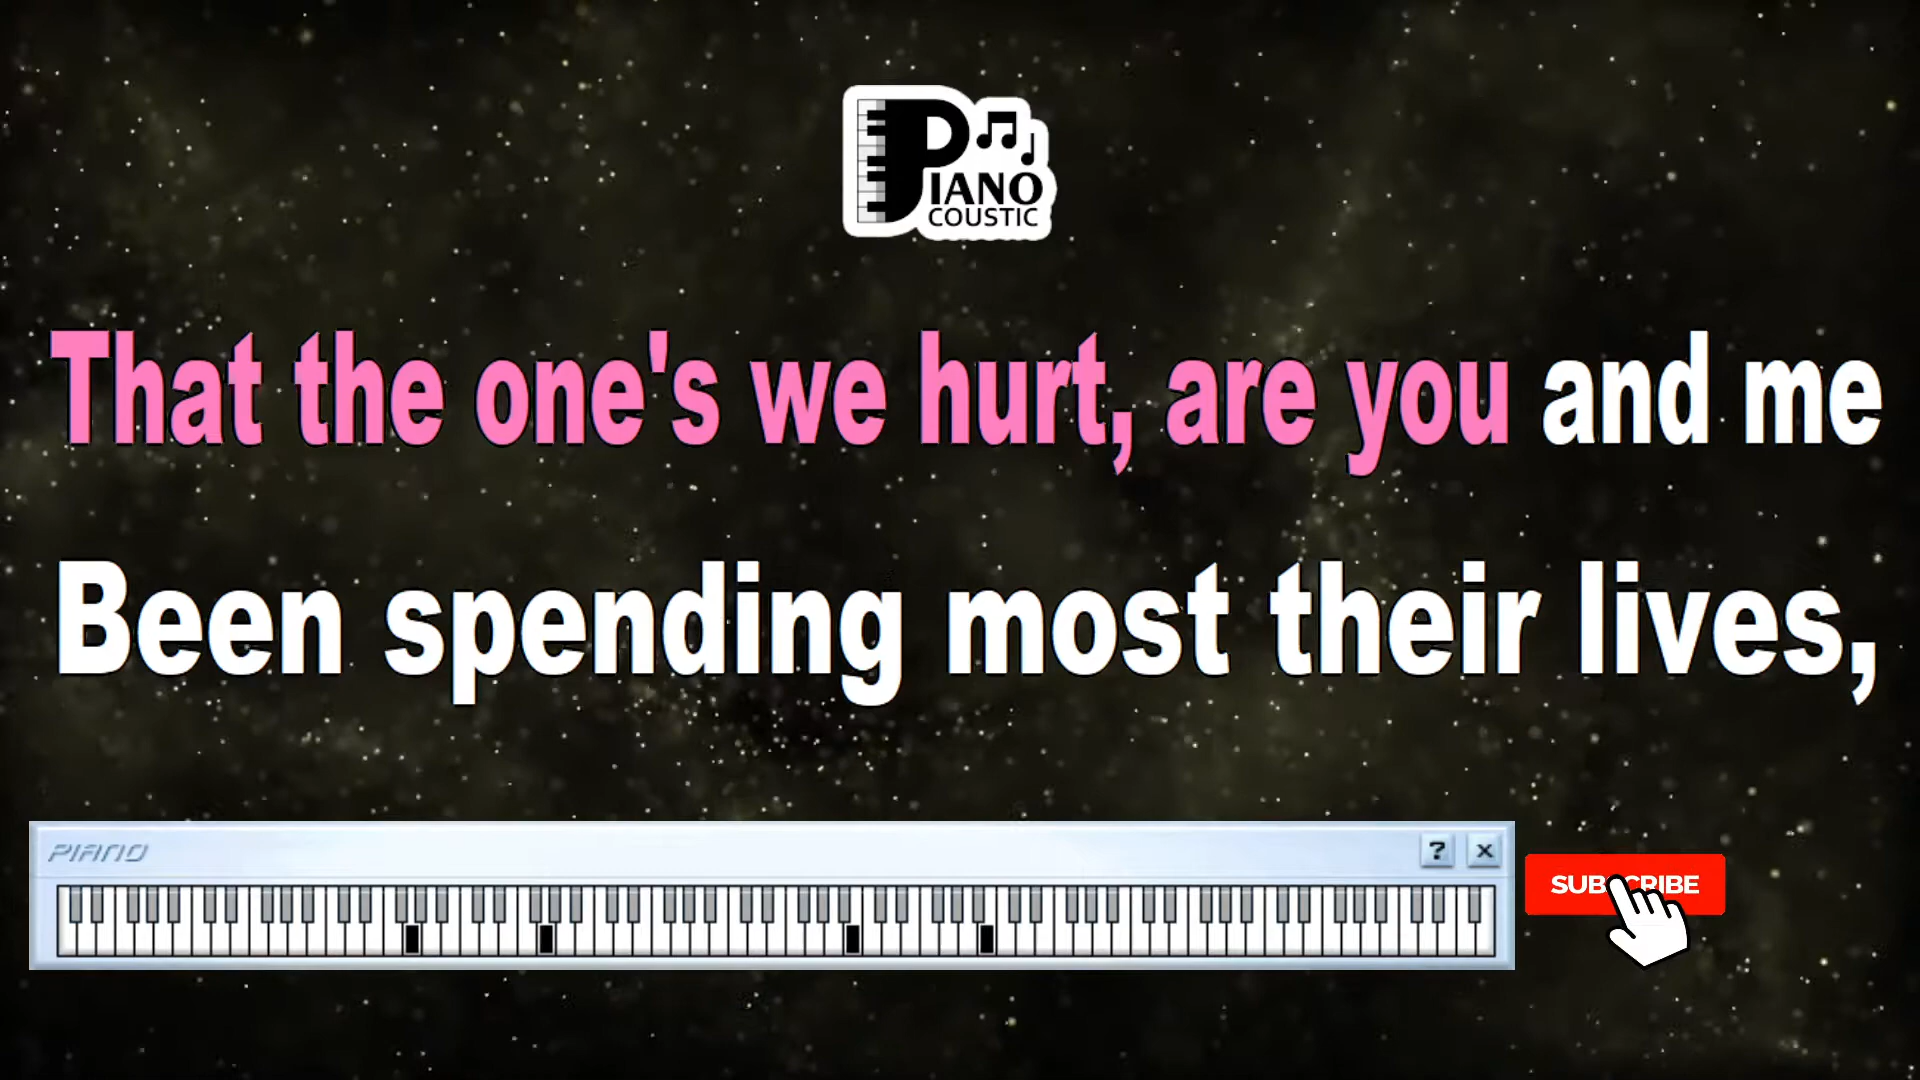 PIANO
COUSTIC
That the one's we hurt, are you and me
Been spending most their lives,
PIANO ? X
SUBSCRIBE